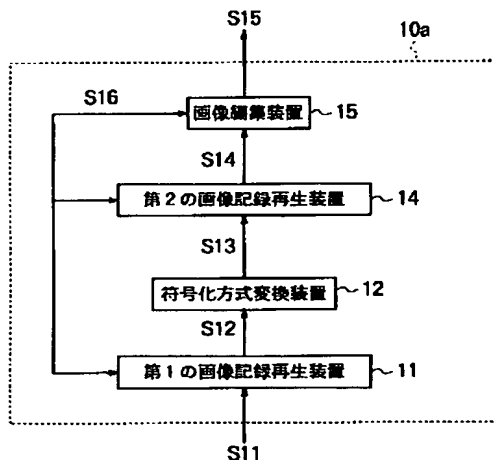 S15
10a
S16
画像編集装置
15
S14
第2の画像記録再生装置
14
S13
符号化方式変換装置
12
S12
第1の画像記録再生装置
11
S11